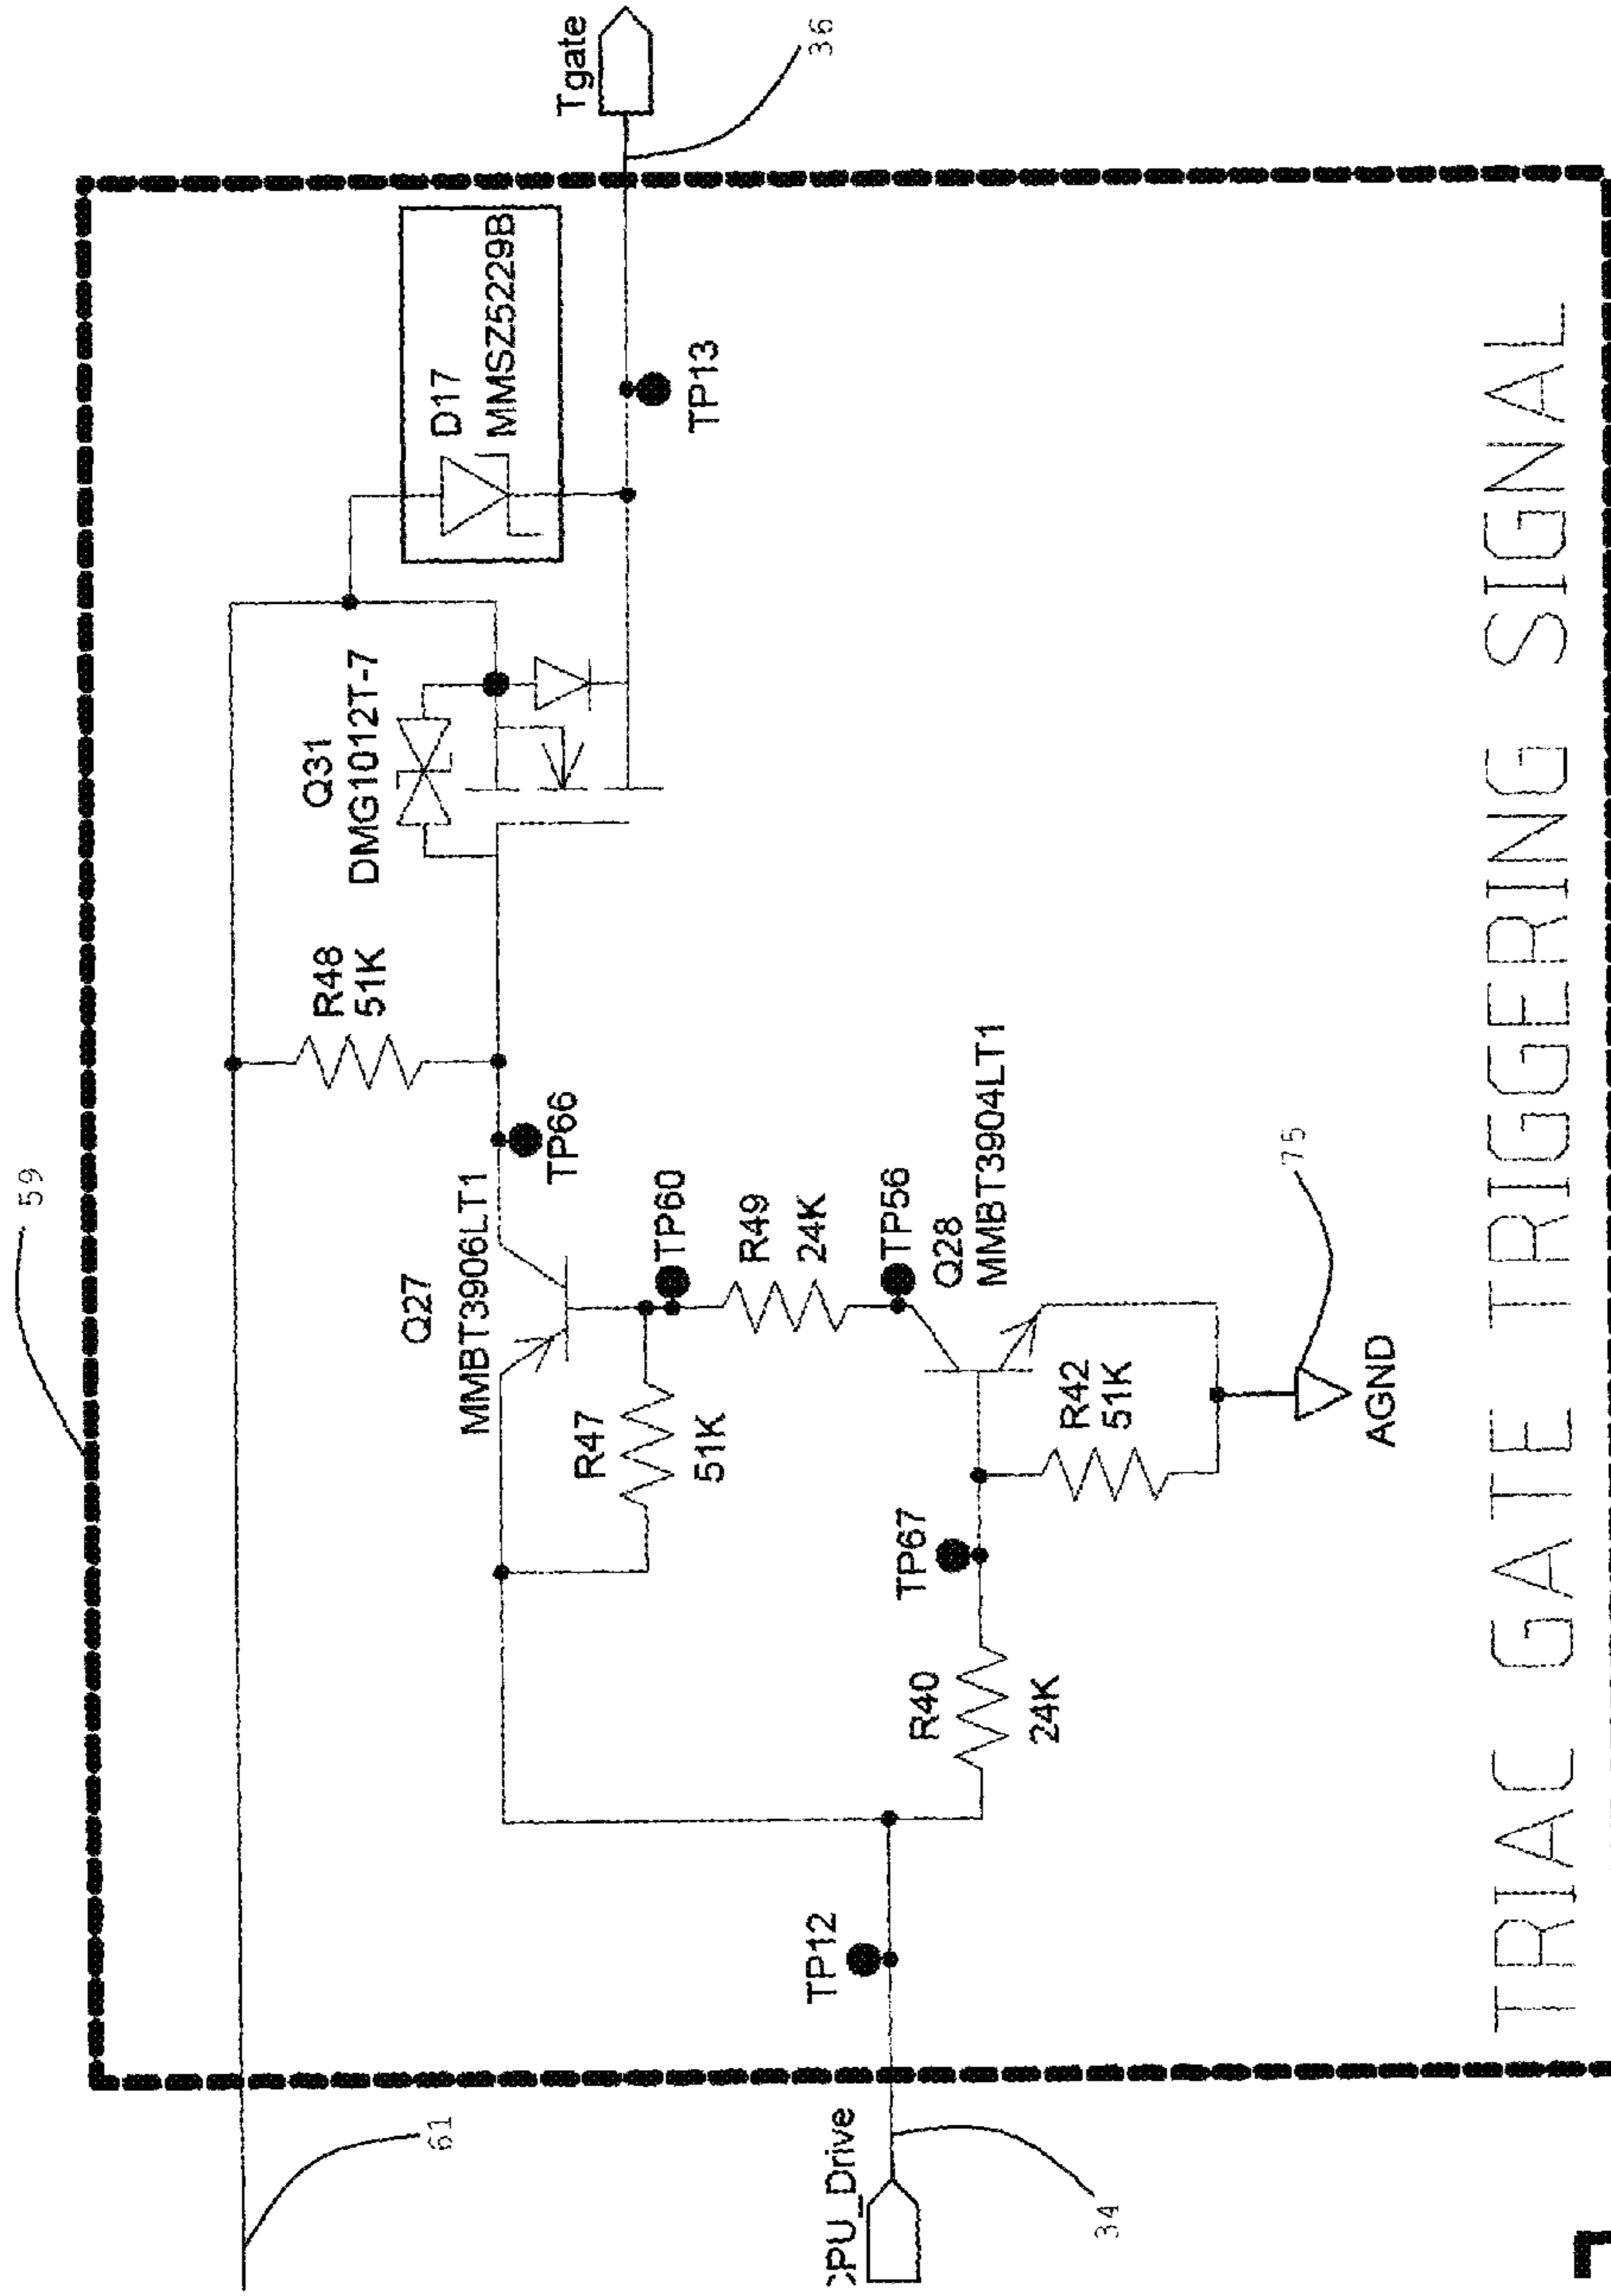 59
61
Q31
DMG1012T-7
D17
MMSZ5229B
Tgate
36
R48
51K
Q27
MMBT3906LT1
TP66
TP13
R47
51K
TP60
R49
24K
TP56
Q28
MMBT3904LT1
TP12
TP67
R40
24K
R42
51K
75
AGND
PU_Drive
34
TRIAC GATE TRIGGERING SIGNAL